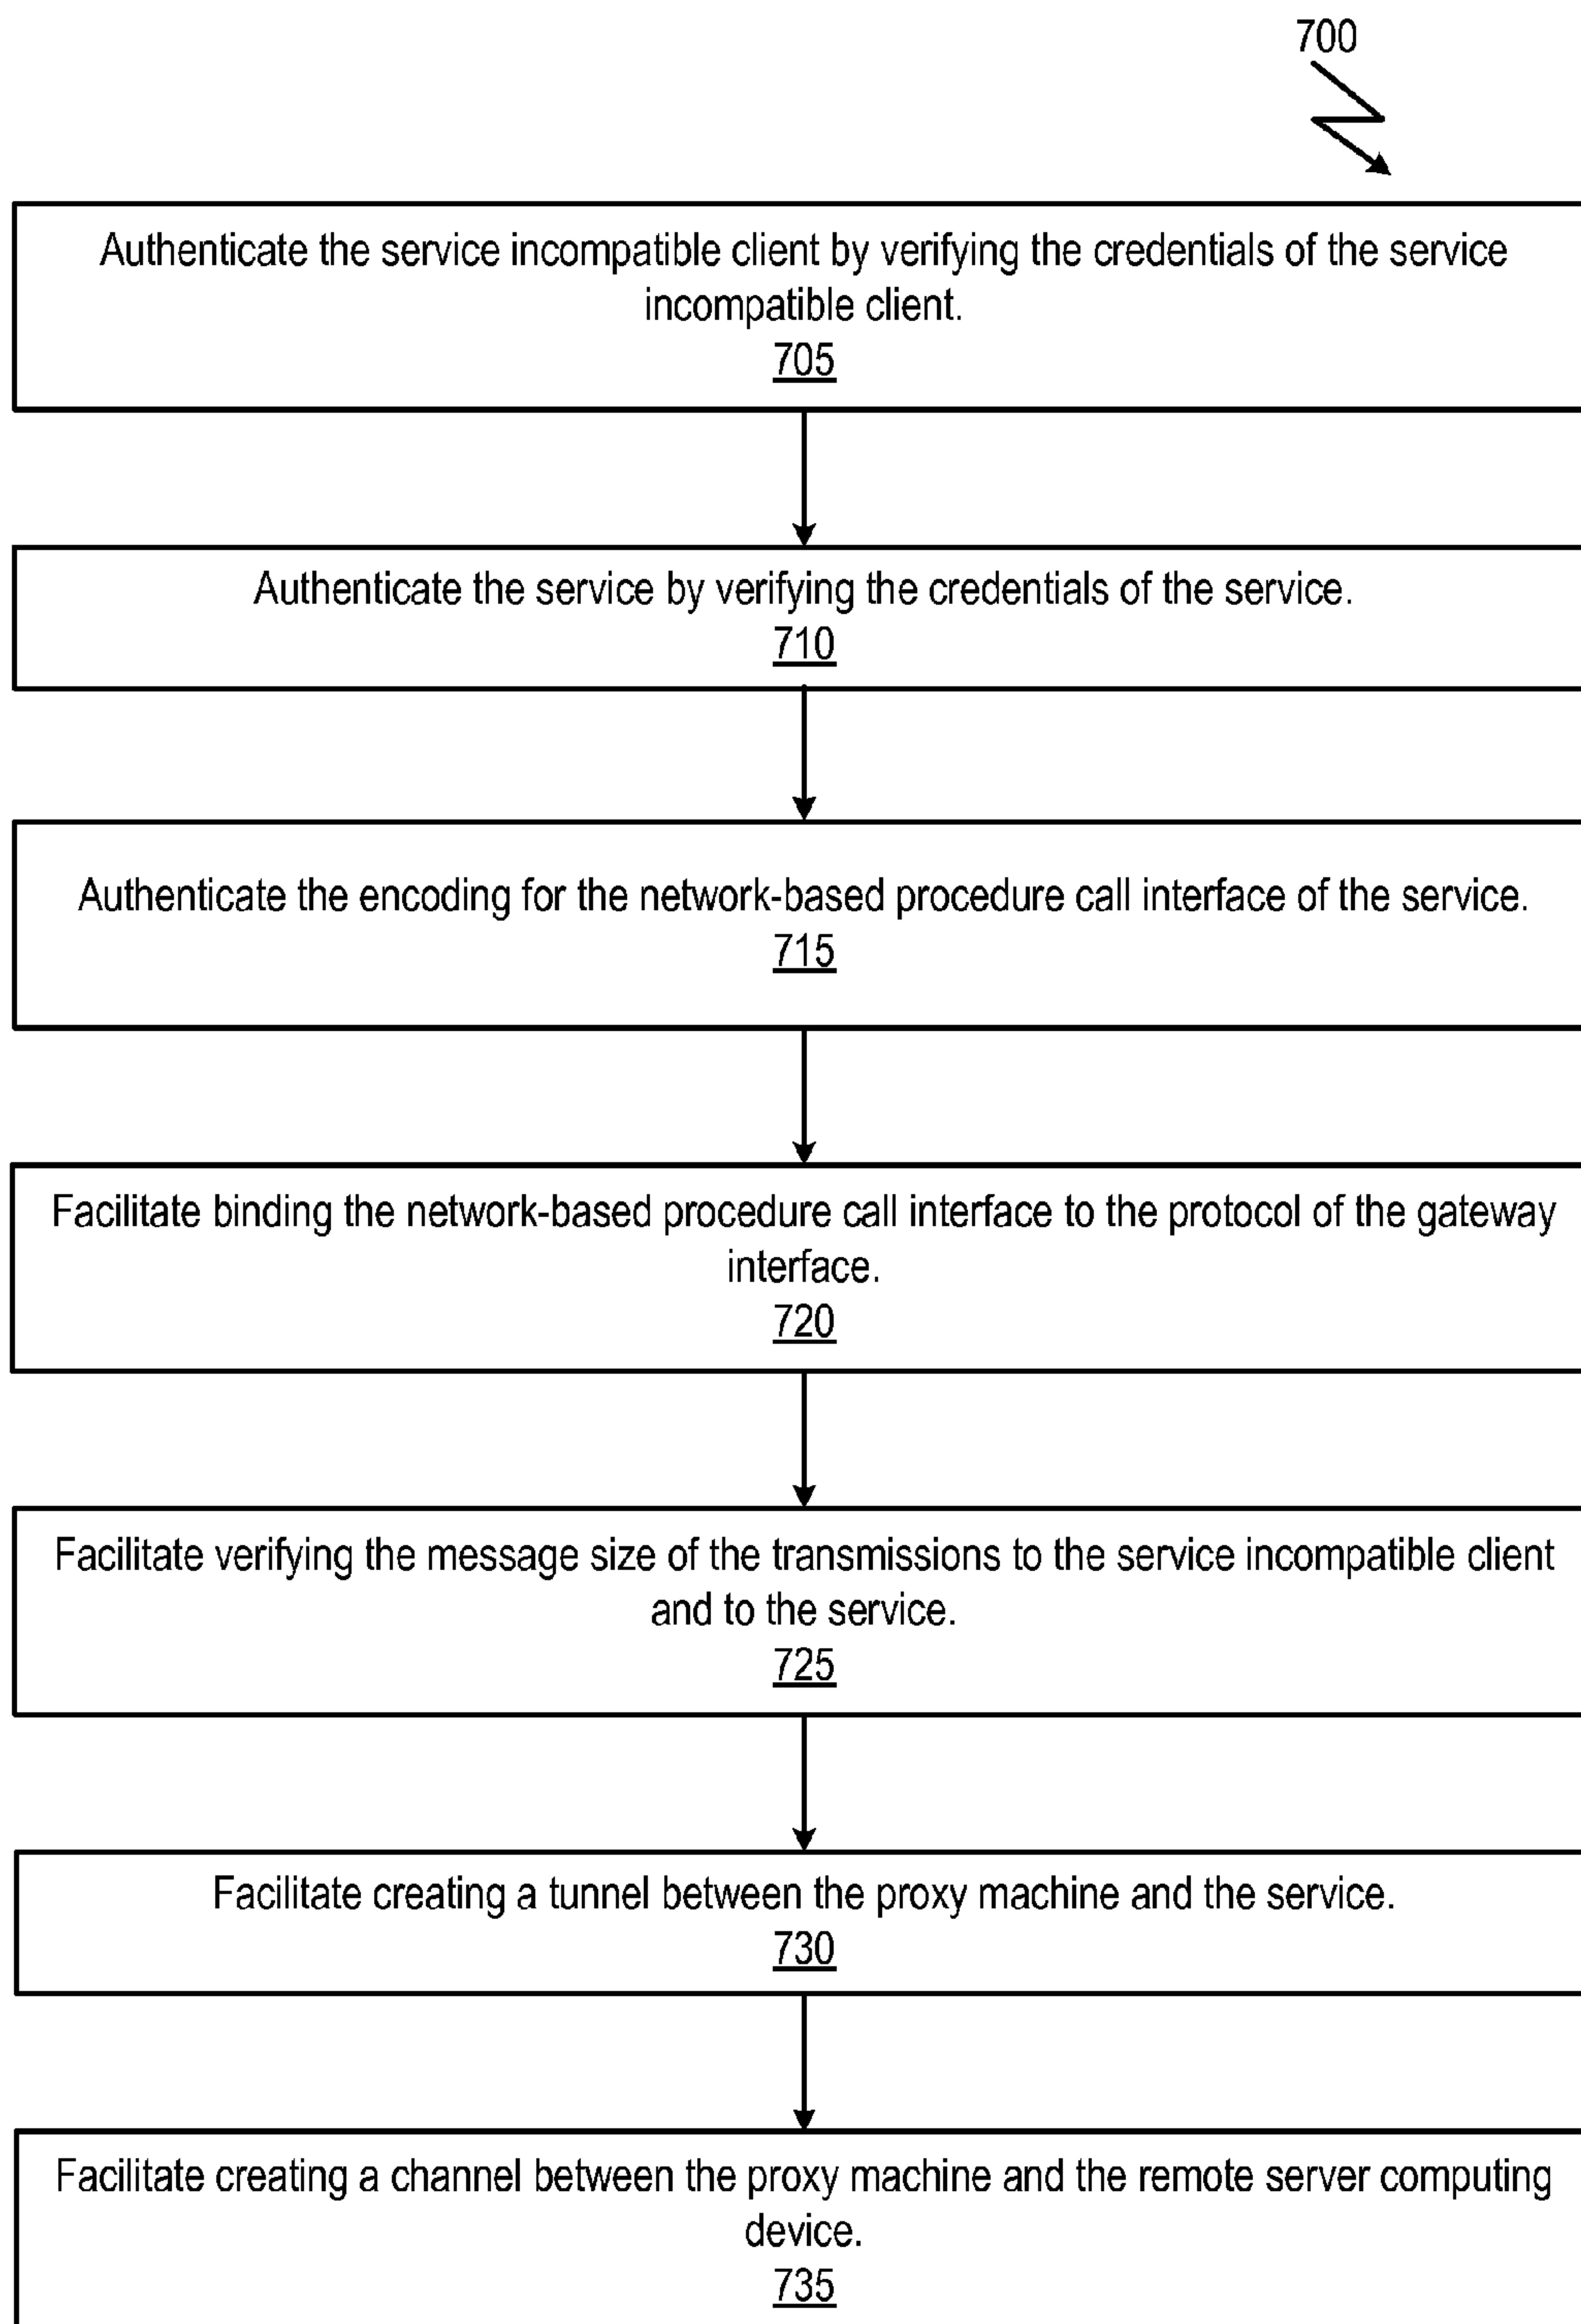 700
Authenticate the service incompatible client by verifying the credentials of the service
incompatible client.
705
Authenticate the service by verifying the credentials of the service.
710
Authenticate the encoding for the network-based procedure call interface of the service.
715
Facilitate binding the network-based procedure call interface to the protocol of the gateway
interface.
720
Facilitate verifying the message size of the transmissions to the service incompatible client
and to the service.
725
Facilitate creating a tunnel between the proxy machine and the service.
730
Facilitate creating a channel between the proxy machine and the remote server computing
device.
735